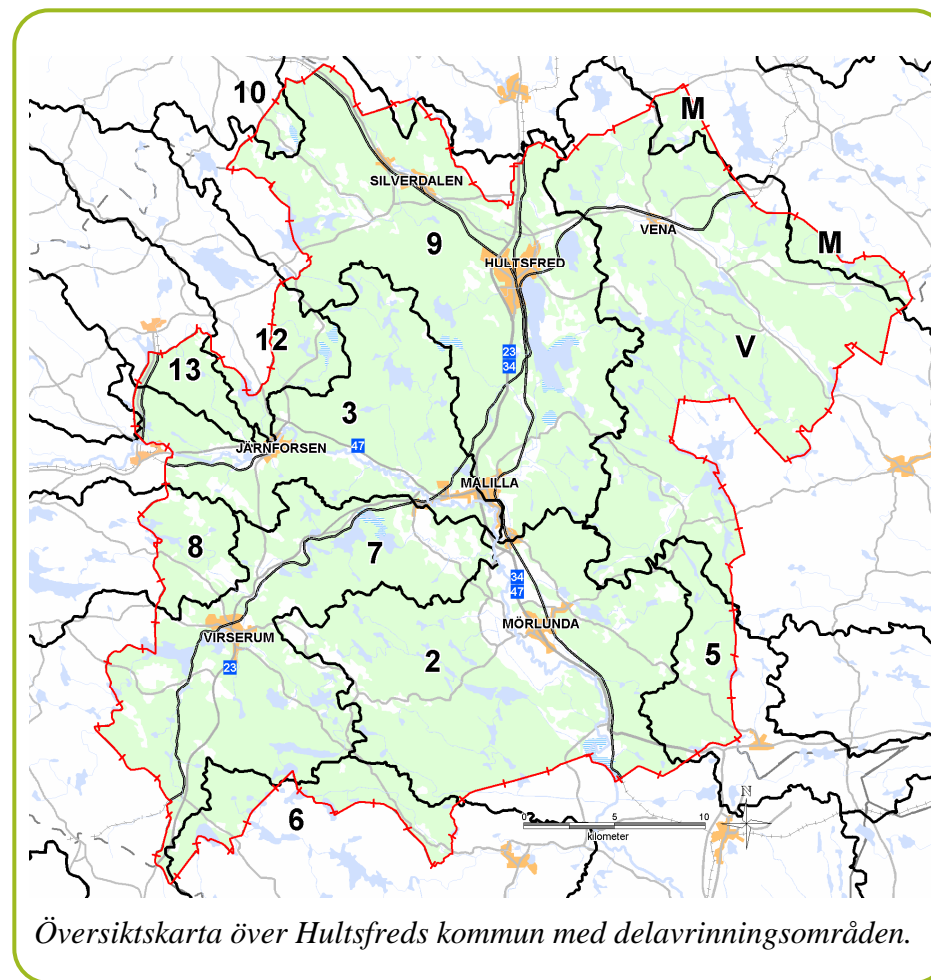 10
M
SILVERDALEN
VENA
9
M
HULTSFRED
12
V
23
34
13
3
JÄRNFORSEN
47
MÅLILLA
8
7
34
47
VIRSERUM
MÖRLUNDA
2
5
23
N
6
0 5 10
kilometer
Översiktskarta över Hultsfreds kommun med delavrinningsområden.